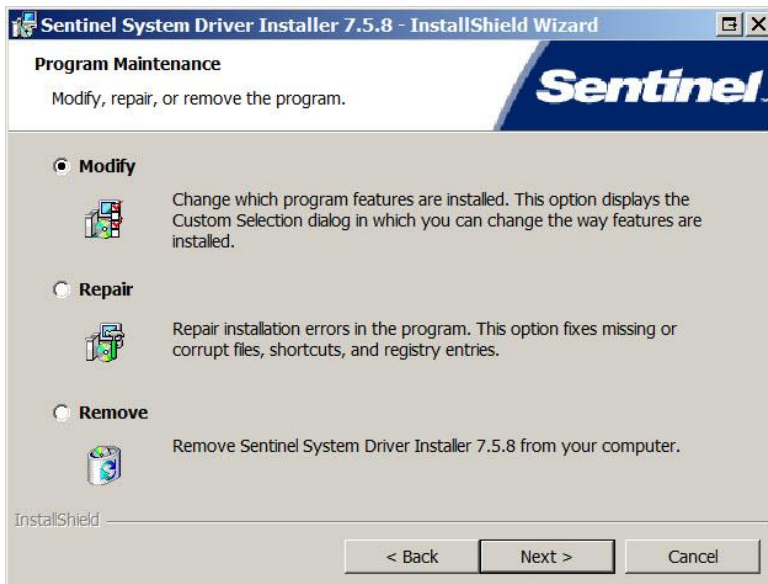 Sentinel System Driver Installer 7.5.8 - InstallShield Wizard
Program Maintenance
Modify, repair, or remove the program.
Sentinel
Modify
Change which program features are installed. This option displays the
Custom Selection dialog in which you can change the way features are
installed.
Repair
Repair installation errors in the program. This option fixes missing or
corrupt files, shortcuts, and registry entries.
Remove
Remove Sentinel System Driver Installer 7.5.8 from your computer.
InstallShield
< Back
Next >
Cancel